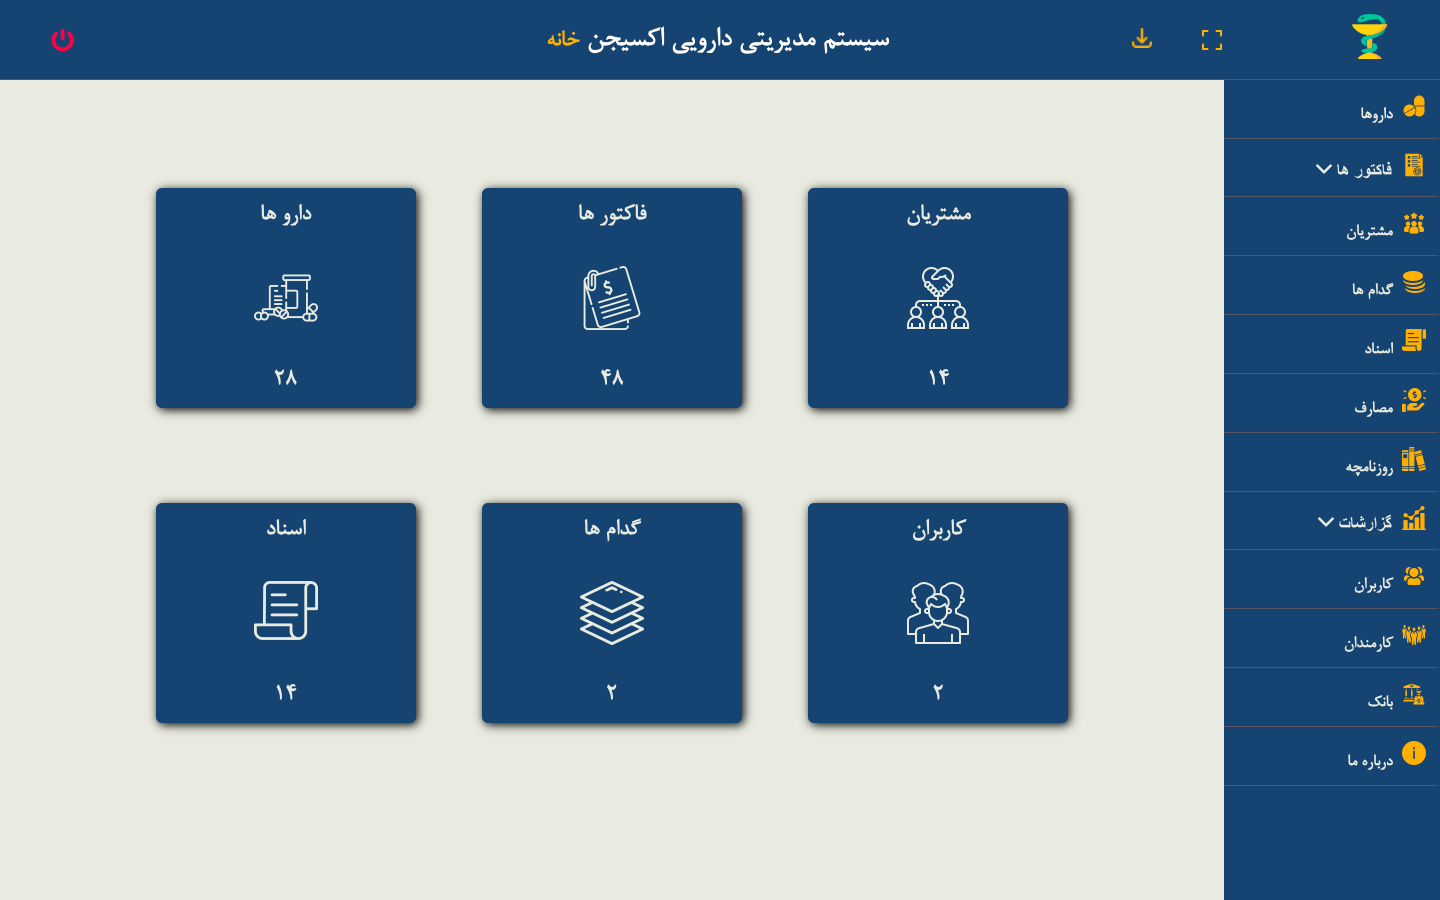 سیستم مدیریتی دارویی اکسیجن خانه
داروها
فاکتور ها
مشتریان
گدام ها
اسناد
مصارف
روزنامچه
گزارشات
کاربران
کارمندان
بانک
درباره ما
مشتریان
۱۴
فاکتور ها
۴۸
دارو ها
۲۸
کاربران
۲
گدام ها
۲
اسناد
۱۴